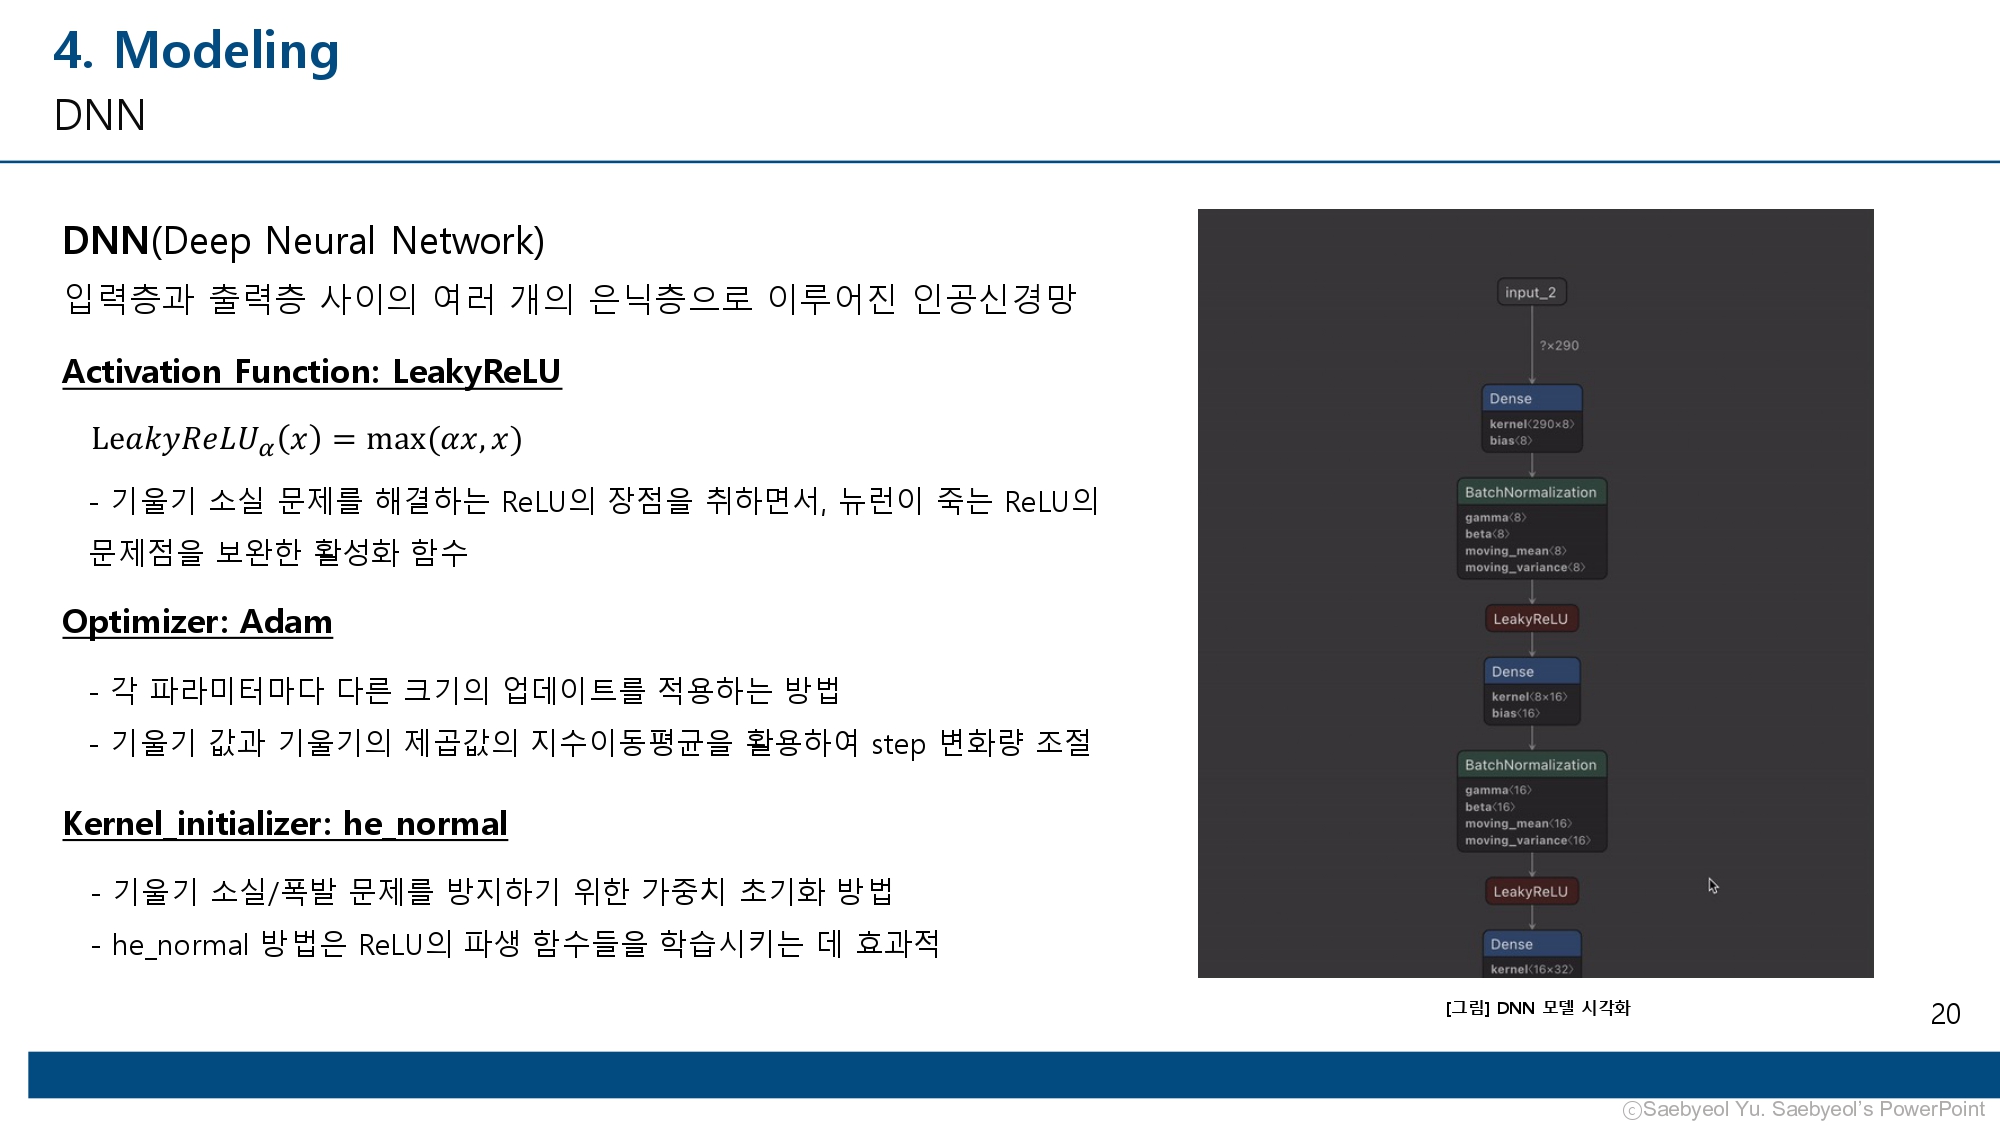 4. Modeling
DNN
DNN(Deep Neural Network)
입력층과 출력층 사이의 여러 개의 은닉층으로 이루어진 인공신경망
Activation Function: LeakyReLU
LeakyReLU_α(x) = max(αx, x)
- 기울기 소실 문제를 해결하는 ReLU의 장점을 취하면서, 뉴런이 죽는 ReLU의
문제점을 보완한 활성화 함수
Optimizer: Adam
- 각 파라미터마다 다른 크기의 업데이트를 적용하는 방법
- 기울기 값과 기울기의 제곱값의 지수이동평균을 활용하여 step 변화량 조절
Kernel_initializer: he_normal
- 기울기 소실/폭발 문제를 방지하기 위한 가중치 초기화 방법
- he_normal 방법은 ReLU의 파생 함수들을 학습시키는 데 효과적
input_2
?×290
Dense
kernel⟨290×8⟩
bias⟨8⟩
BatchNormalization
gamma⟨8⟩
beta⟨8⟩
moving_mean⟨8⟩
moving_variance⟨8⟩
LeakyReLU
Dense
kernel⟨8×16⟩
bias⟨16⟩
BatchNormalization
gamma⟨16⟩
beta⟨16⟩
moving_mean⟨16⟩
moving_variance⟨16⟩
LeakyReLU
Dense
kernel⟨16×32⟩
[그림] DNN 모델 시각화
20
ⓒSaebyeol Yu. Saebyeol's PowerPoint